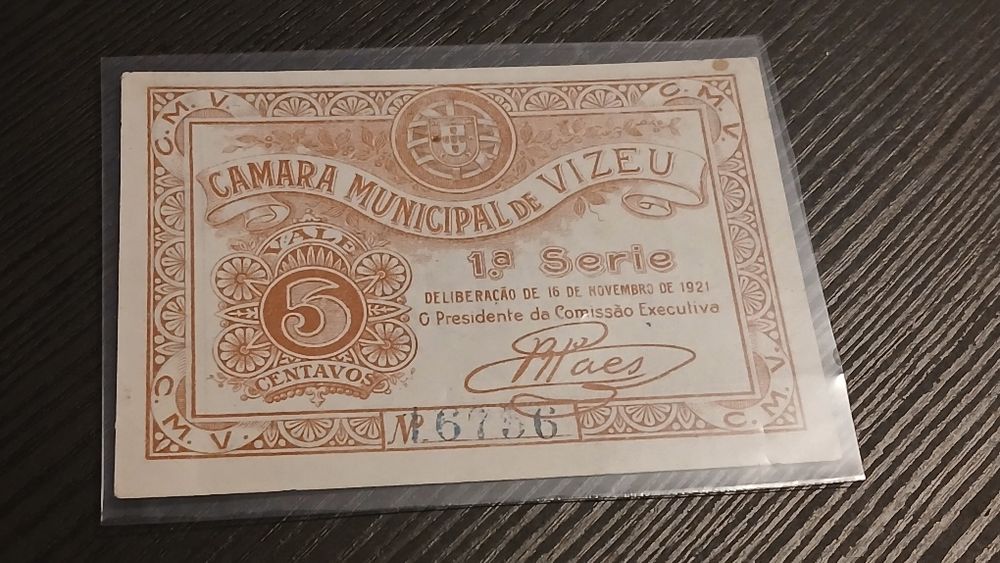 C. M. V. C. M. V.
CAMARA MUNICIPAL DE VIZEU
VALE
5
CENTAVOS
1.ª Serie
DELIBERAÇÃO DE 16 DE NOVEMBRO DE 1921
O Presidente da Comissão Executiva
C. M. V. C. M. V.